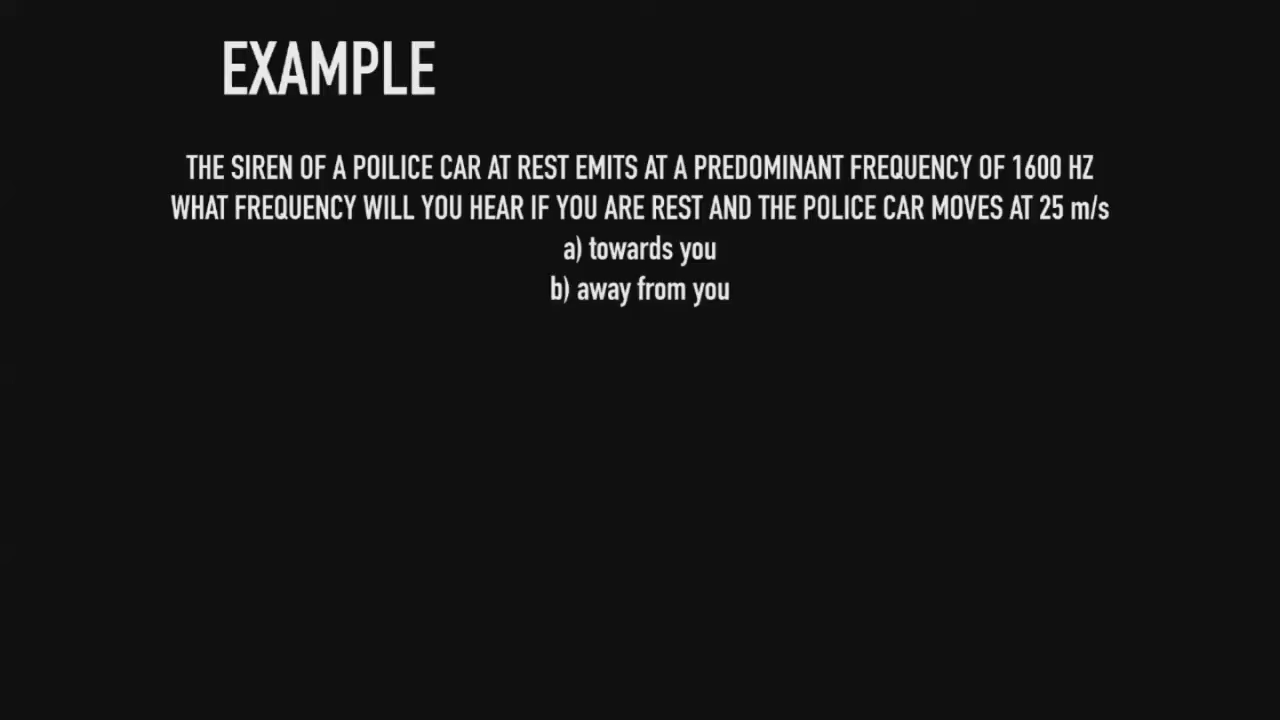 EXAMPLE
THE SIREN OF A POILICE CAR AT REST EMITS AT A PREDOMINANT FREQUENCY OF 1600 HZ
WHAT FREQUENCY WILL YOU HEAR IF YOU ARE REST AND THE POLICE CAR MOVES AT 25 m/s
a) towards you
b) away from you